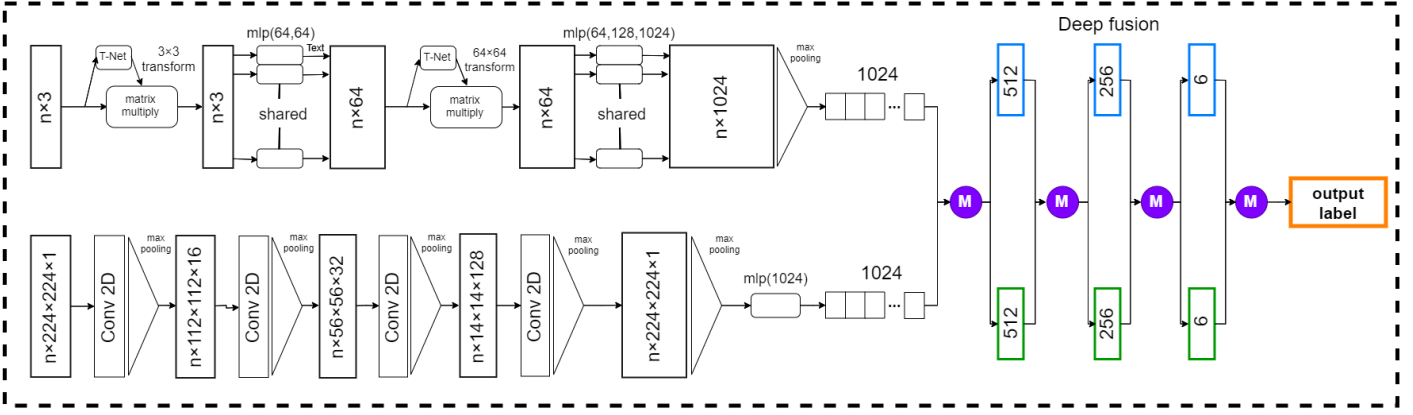 Deep fusion
n×3
T-Net
3×3
transform
matrix
multiply
n×3
mlp(64,64)
Text
shared
n×64
T-Net
64×64
transform
matrix
multiply
n×64
mlp(64,128,1024)
shared
n×1024
max
pooling
1024
...
512
256
6
M
M
M
M
output
label
n×224×224×1
Conv 2D
max
pooling
n×112×112×16
Conv 2D
max
pooling
n×56×56×32
Conv 2D
max
pooling
n×14×14×128
Conv 2D
max
pooling
n×224×224×1
max
pooling
mlp(1024)
1024
...
512
256
6